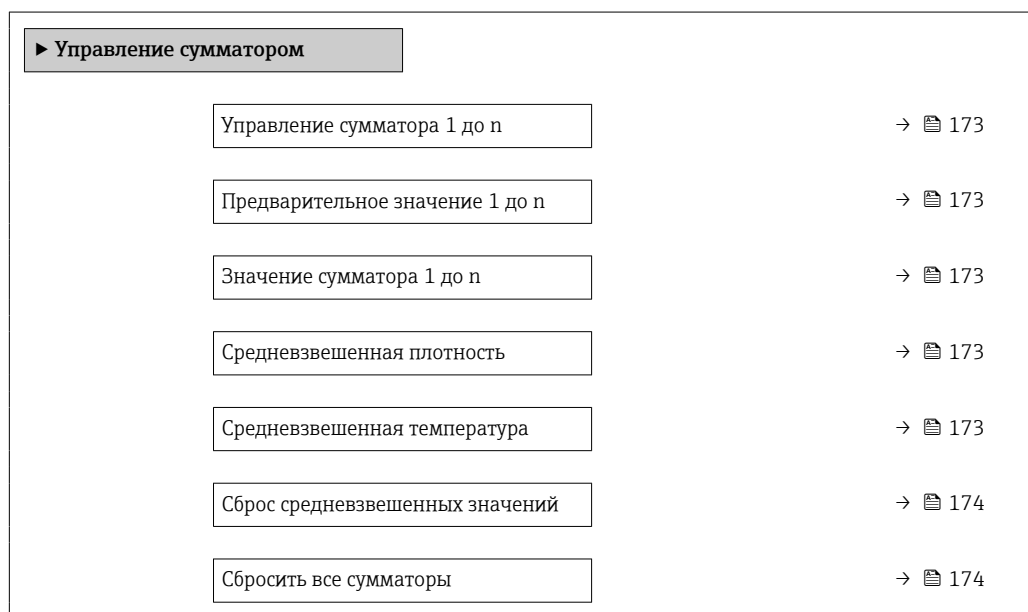 ► Управление сумматором
Управление сумматора 1 до n → 173
Предварительное значение 1 до n → 173
Значение сумматора 1 до n → 173
Средневзвешенная плотность → 173
Средневзвешенная температура → 173
Сброс средневзвешенных значений → 174
Сбросить все сумматоры → 174